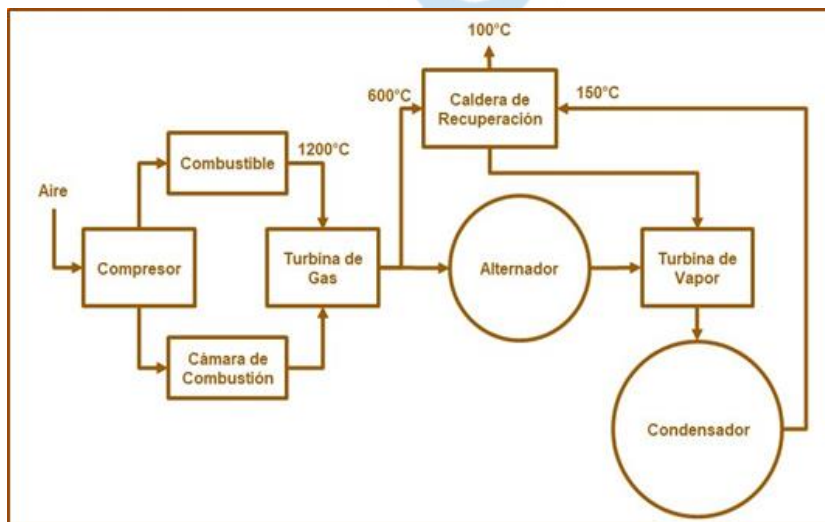 100°C
600°C
Caldera de
Recuperación
150°C
Combustible
1200°C
Aire
Compresor
Turbina de
Gas
Alternador
Turbina de
Vapor
Cámara de
Combustión
Condensador